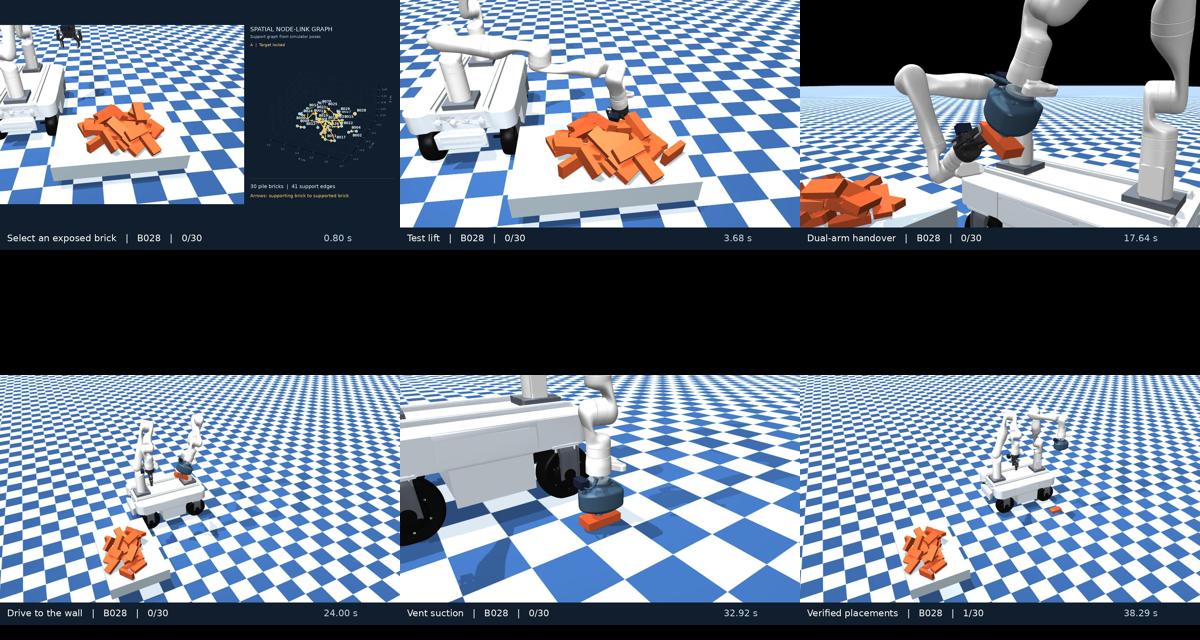 SPATIAL NODE-LINK GRAPH
Support graph from simulator poses
A | Target locked
30 pile bricks | 41 support edges
Arrows: supporting brick to supported brick
Select an exposed brick | B028 | 0/30 0.80 s
Test lift | B028 | 0/30 3.68 s
Dual-arm handover | B028 | 0/30 17.64 s
Drive to the wall | B028 | 0/30 24.00 s
Vent suction | B028 | 0/30 32.92 s
Verified placements | B028 | 1/30 38.29 s